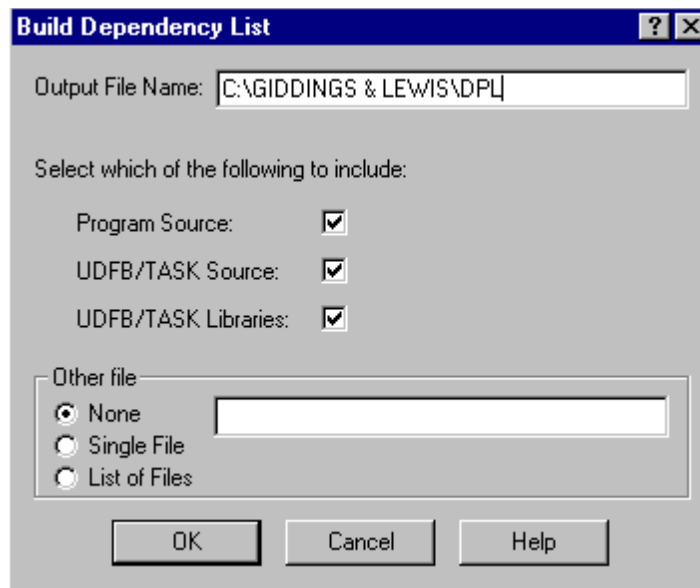 Build Dependency List
Output File Name: C:\GIDDINGS & LEWIS\DPL
Select which of the following to include:
Program Source:
UDFB/TASK Source:
UDFB/TASK Libraries:
Other file
None
Single File
List of Files
OK Cancel Help